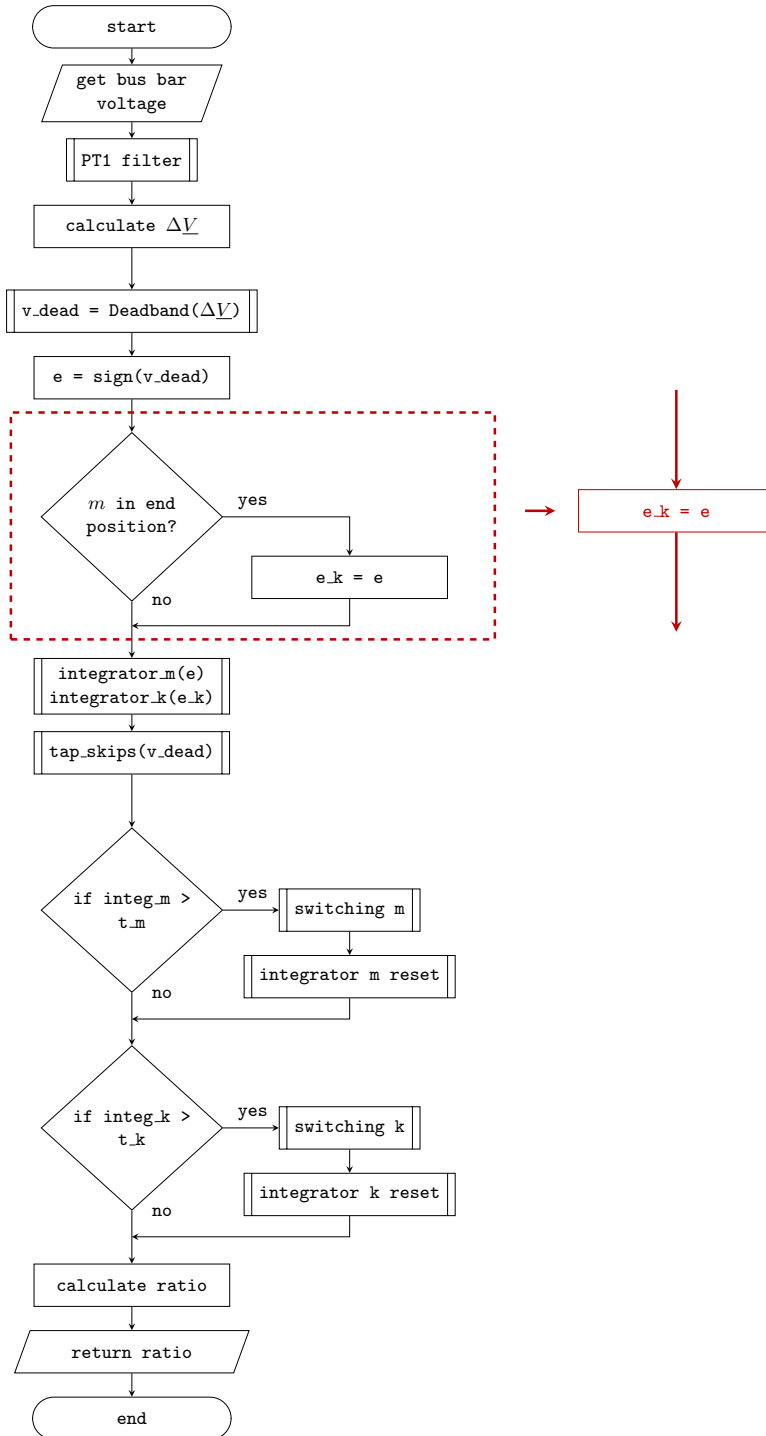 start
get bus bar
voltage
PT1 filter
calculate ΔV
v_dead = Deadband(ΔV)
e = sign(v_dead)
m in end
position?
yes
e_k = e
no
e_k = e
integrator_m(e)
integrator_k(e_k)
tap_skips(v_dead)
if integ_m >
t_m
yes
switching m
integrator m reset
no
if integ_k >
t_k
yes
switching k
integrator k reset
no
calculate ratio
return ratio
end